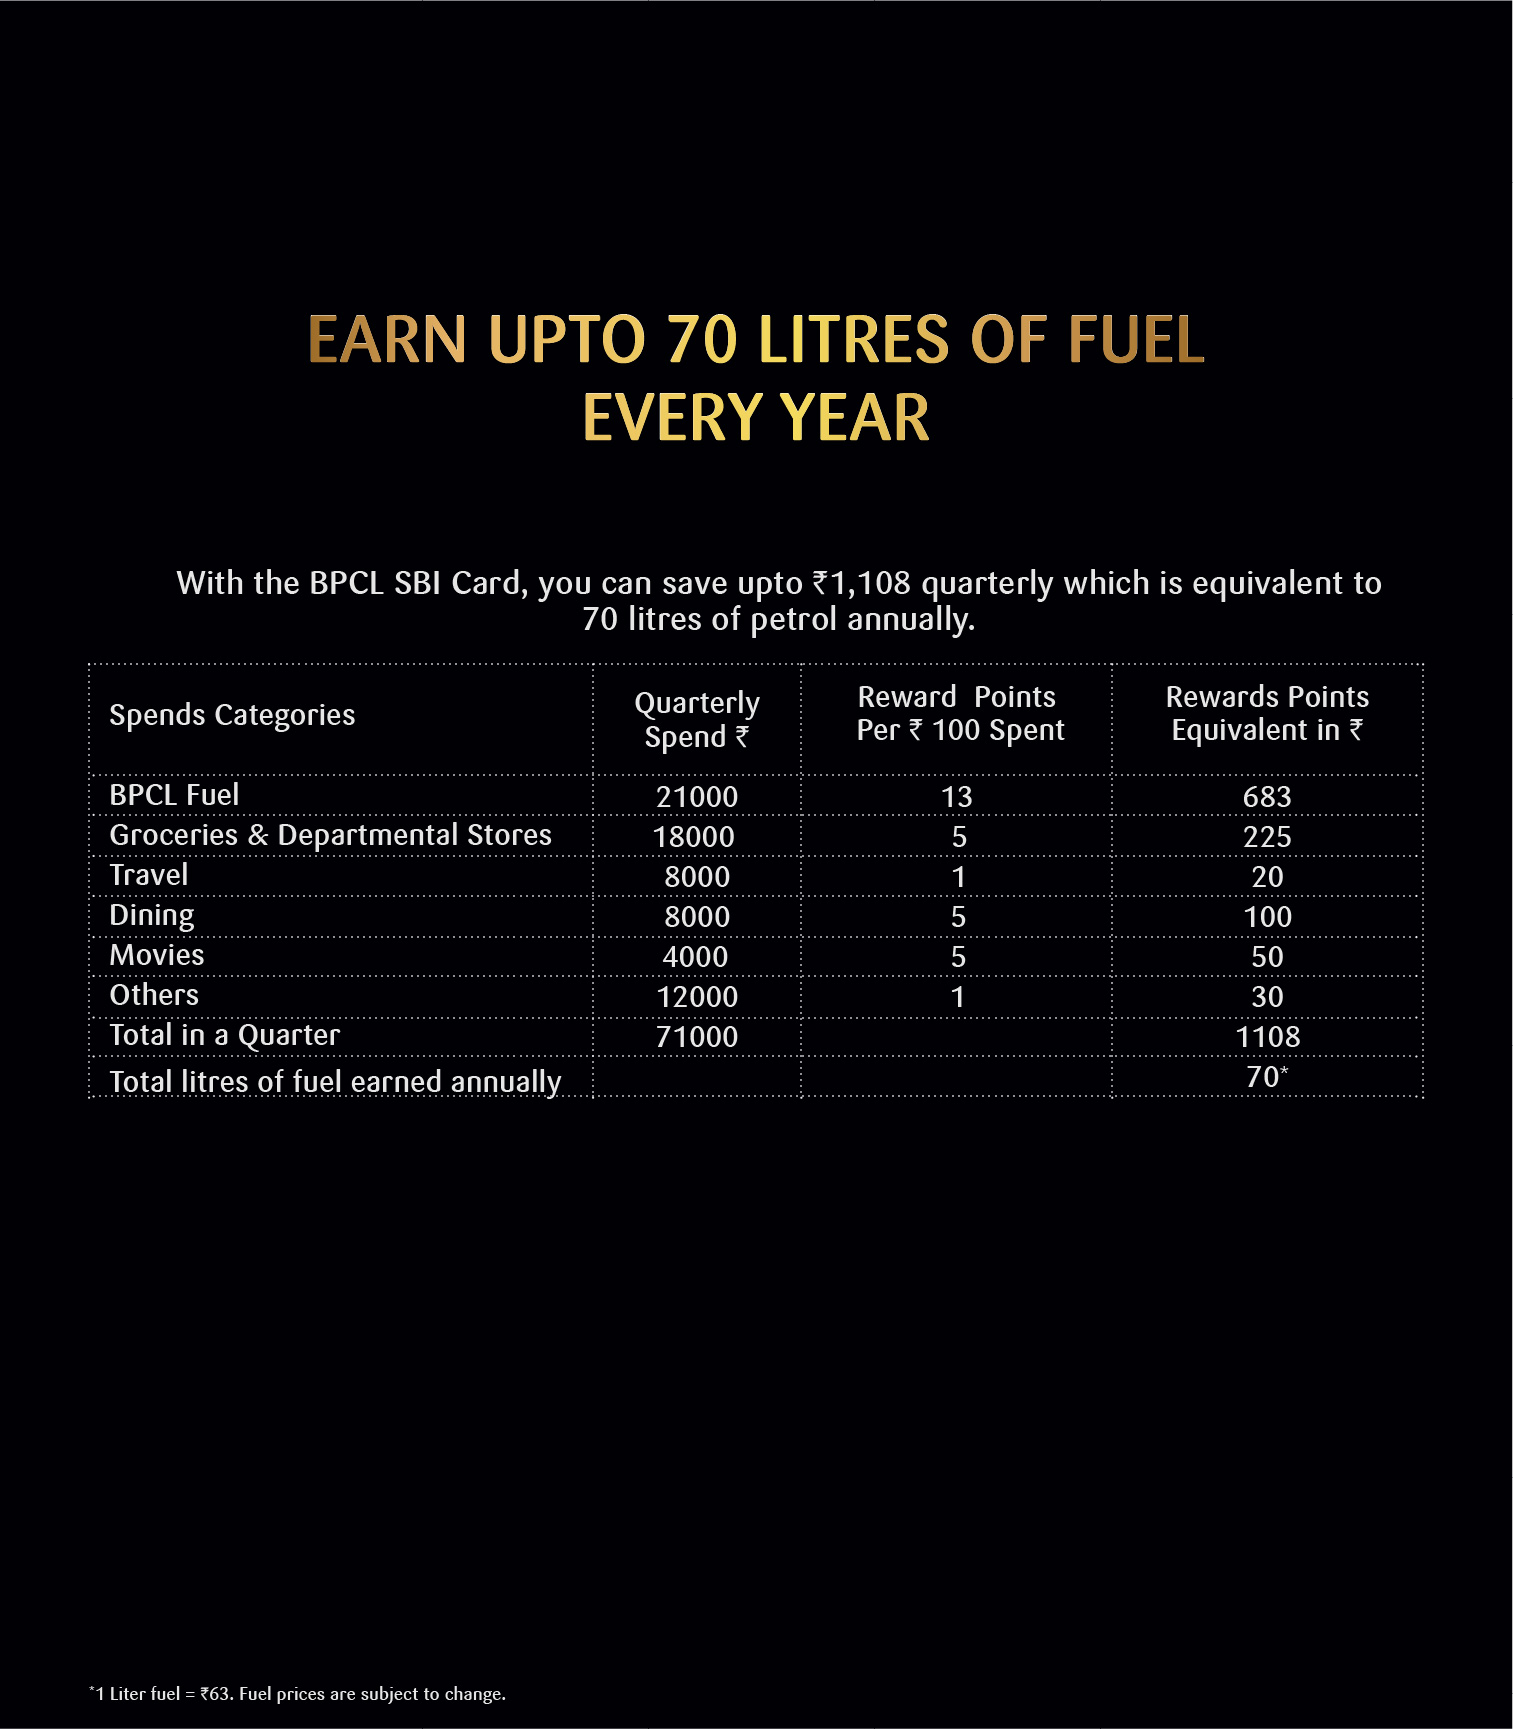 EARN UPTO 70 LITRES OF FUEL
EVERY YEAR
With the BPCL SBI Card, you can save upto ₹1,108 quarterly which is equivalent to
70 litres of petrol annually.
Spends Categories Quarterly Spend ₹ Reward Points Per ₹ 100 Spent Rewards Points Equivalent in ₹
BPCL Fuel 21000 13 683
Groceries & Departmental Stores 18000 5 225
Travel 8000 1 20
Dining 8000 5 100
Movies 4000 5 50
Others 12000 1 30
Total in a Quarter 71000 1108
Total litres of fuel earned annually 70*
*1 Liter fuel = ₹63. Fuel prices are subject to change.